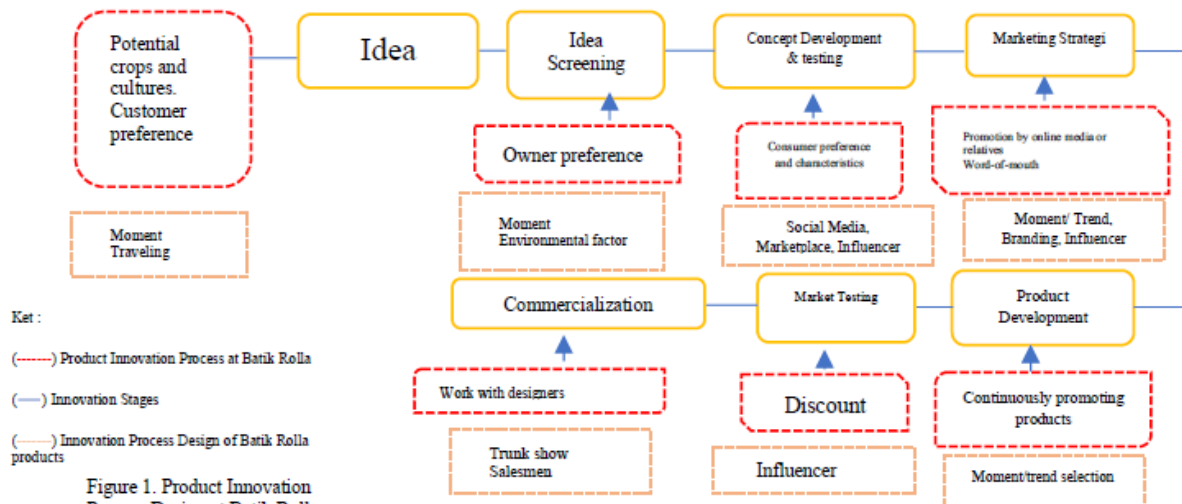 Potential
crops and
cultures.
Customer
preference
Idea
Idea
Screening
Concept Development
& testing
Marketing Strategi
Owner preference
Consumer preference
and characteristics
Promotion by online media or
relatives
Word-of-mouth
Moment
Traveling
Moment
Environmental factor
Social Media,
Marketplace, Influencer
Moment/ Trend,
Branding, Influencer
Commercialization
Market Testing
Product
Development
Work with designers
Discount
Continuously promoting
products
Trunk show
Salesmen
Influencer
Moment/trend selection
Ket :
(-------) Product Innovation Process at Batik Rolla
(——) Innovation Stages
(-------) Innovation Process Design of Batik Rolla
products
Figure 1. Product Innovation